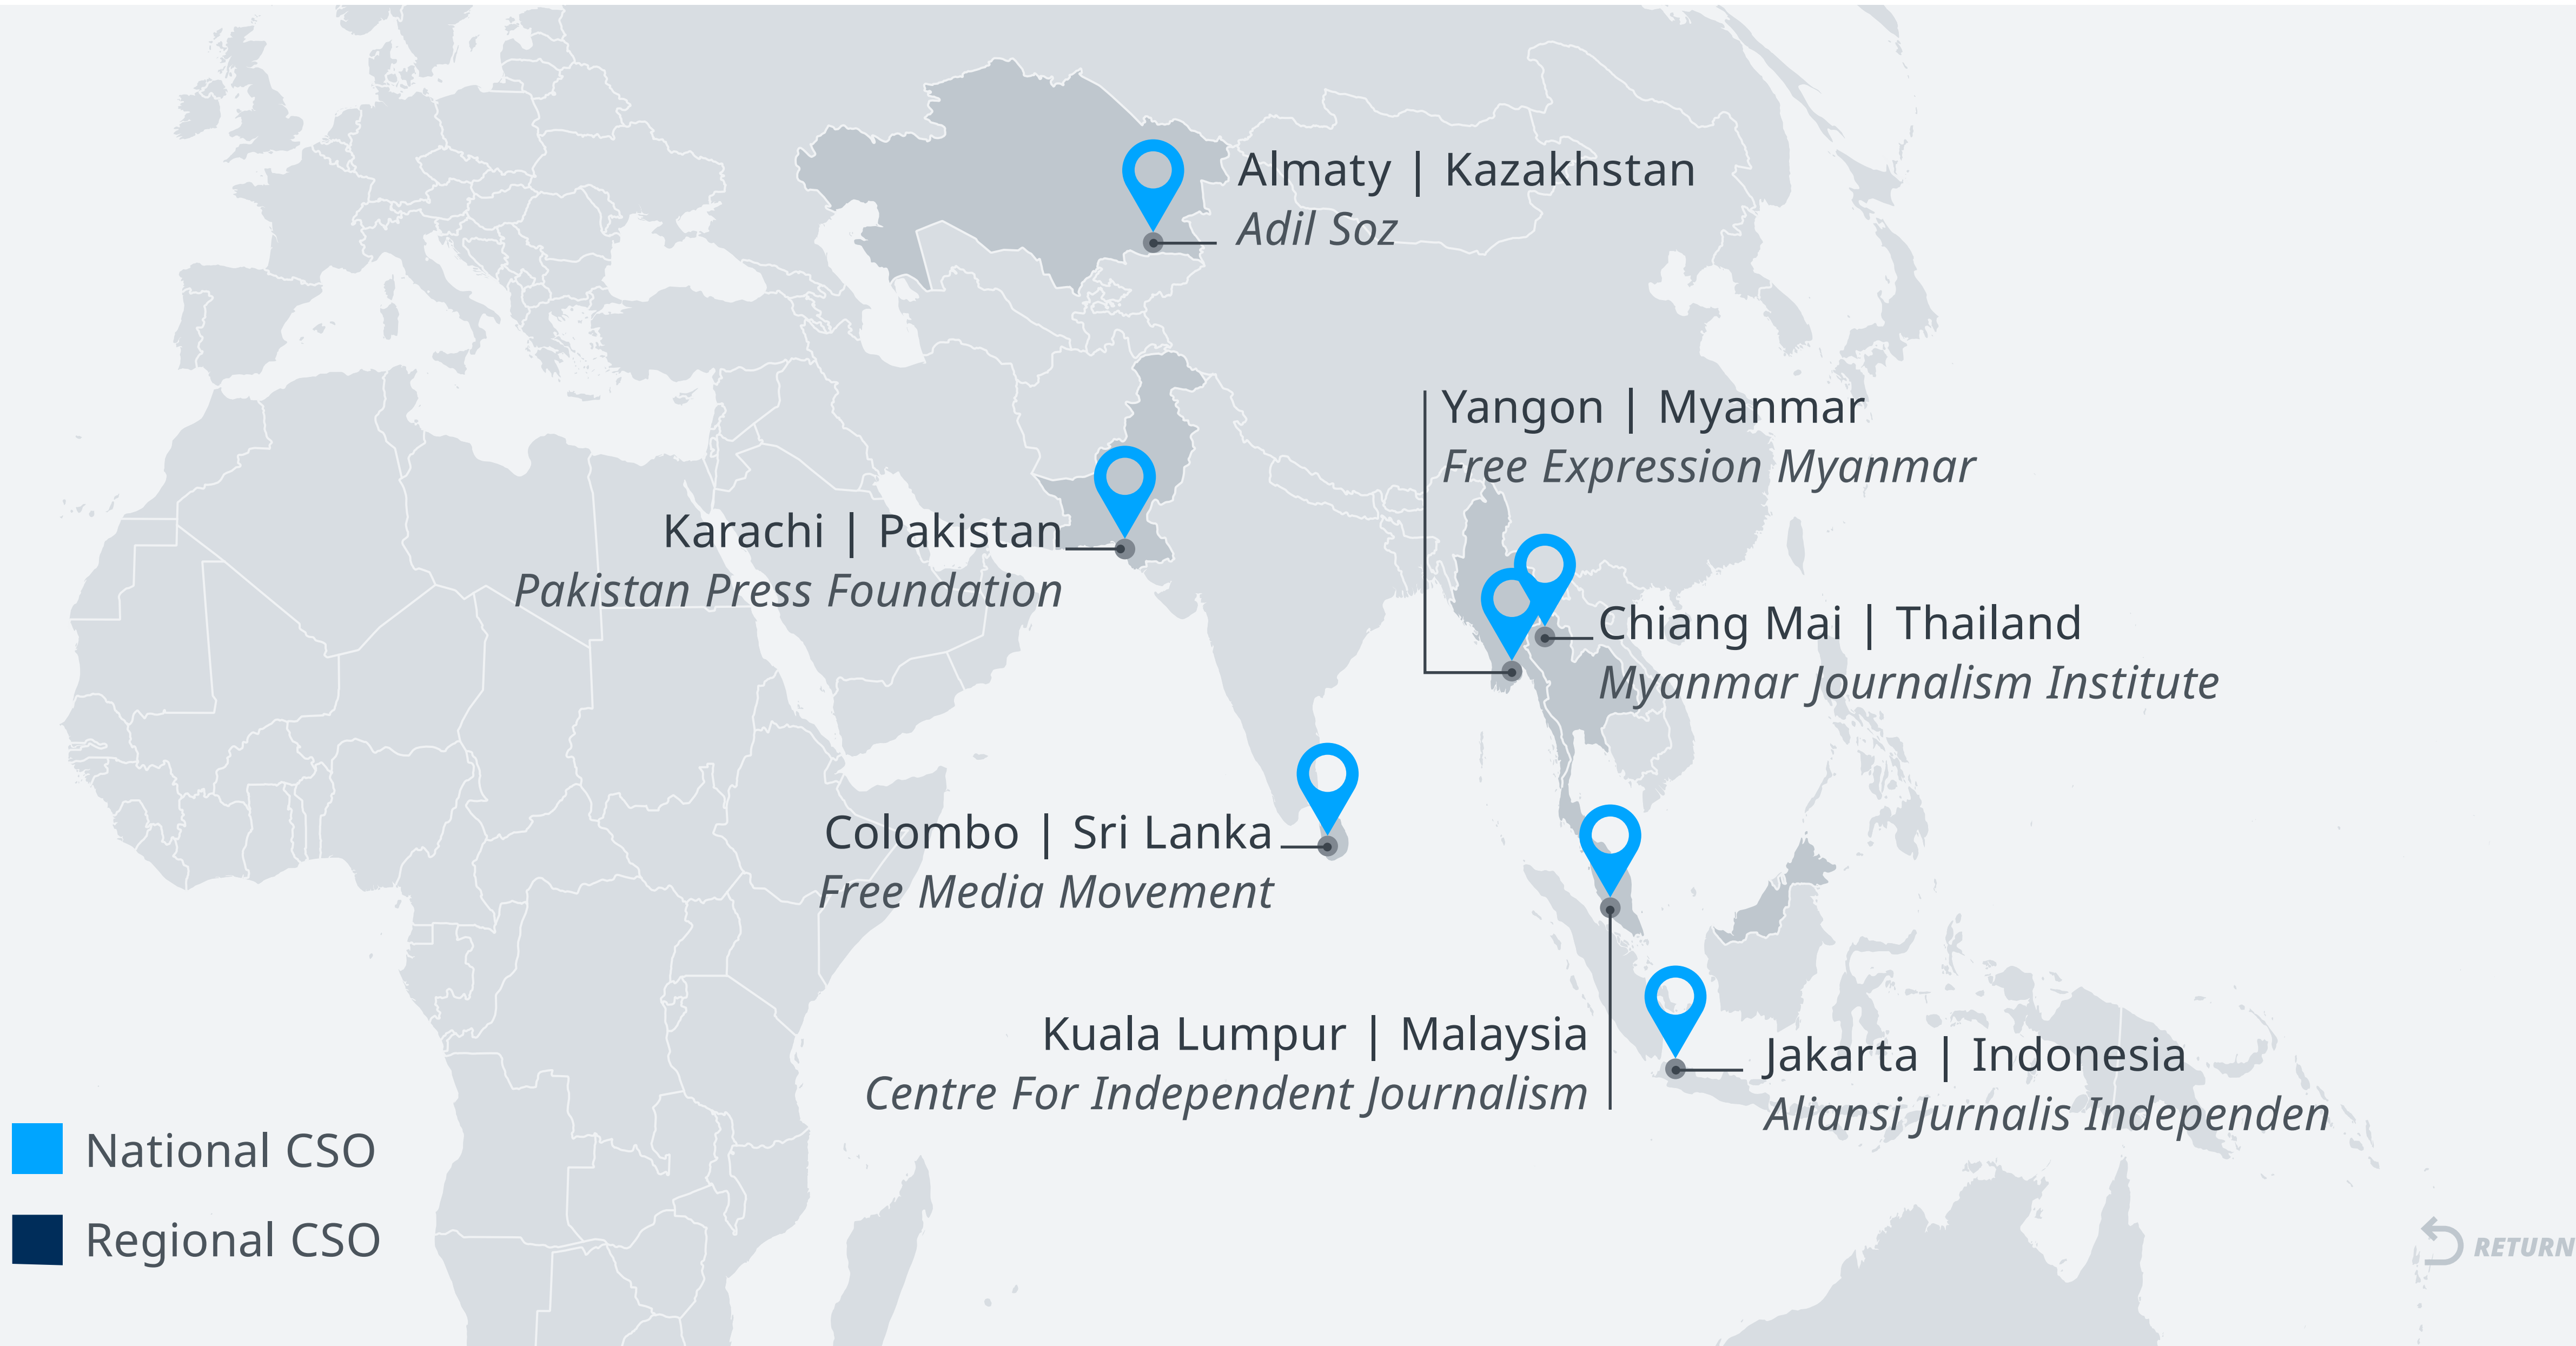 Almaty | Kazakhstan
Adil Soz
Yangon | Myanmar
Free Expression Myanmar
Karachi | Pakistan
Pakistan Press Foundation
Chiang Mai | Thailand
Myanmar Journalism Institute
Colombo | Sri Lanka
Free Media Movement
Kuala Lumpur | Malaysia
Centre For Independent Journalism
Jakarta | Indonesia
Aliansi Jurnalis Independen
National CSO
Regional CSO
RETURN